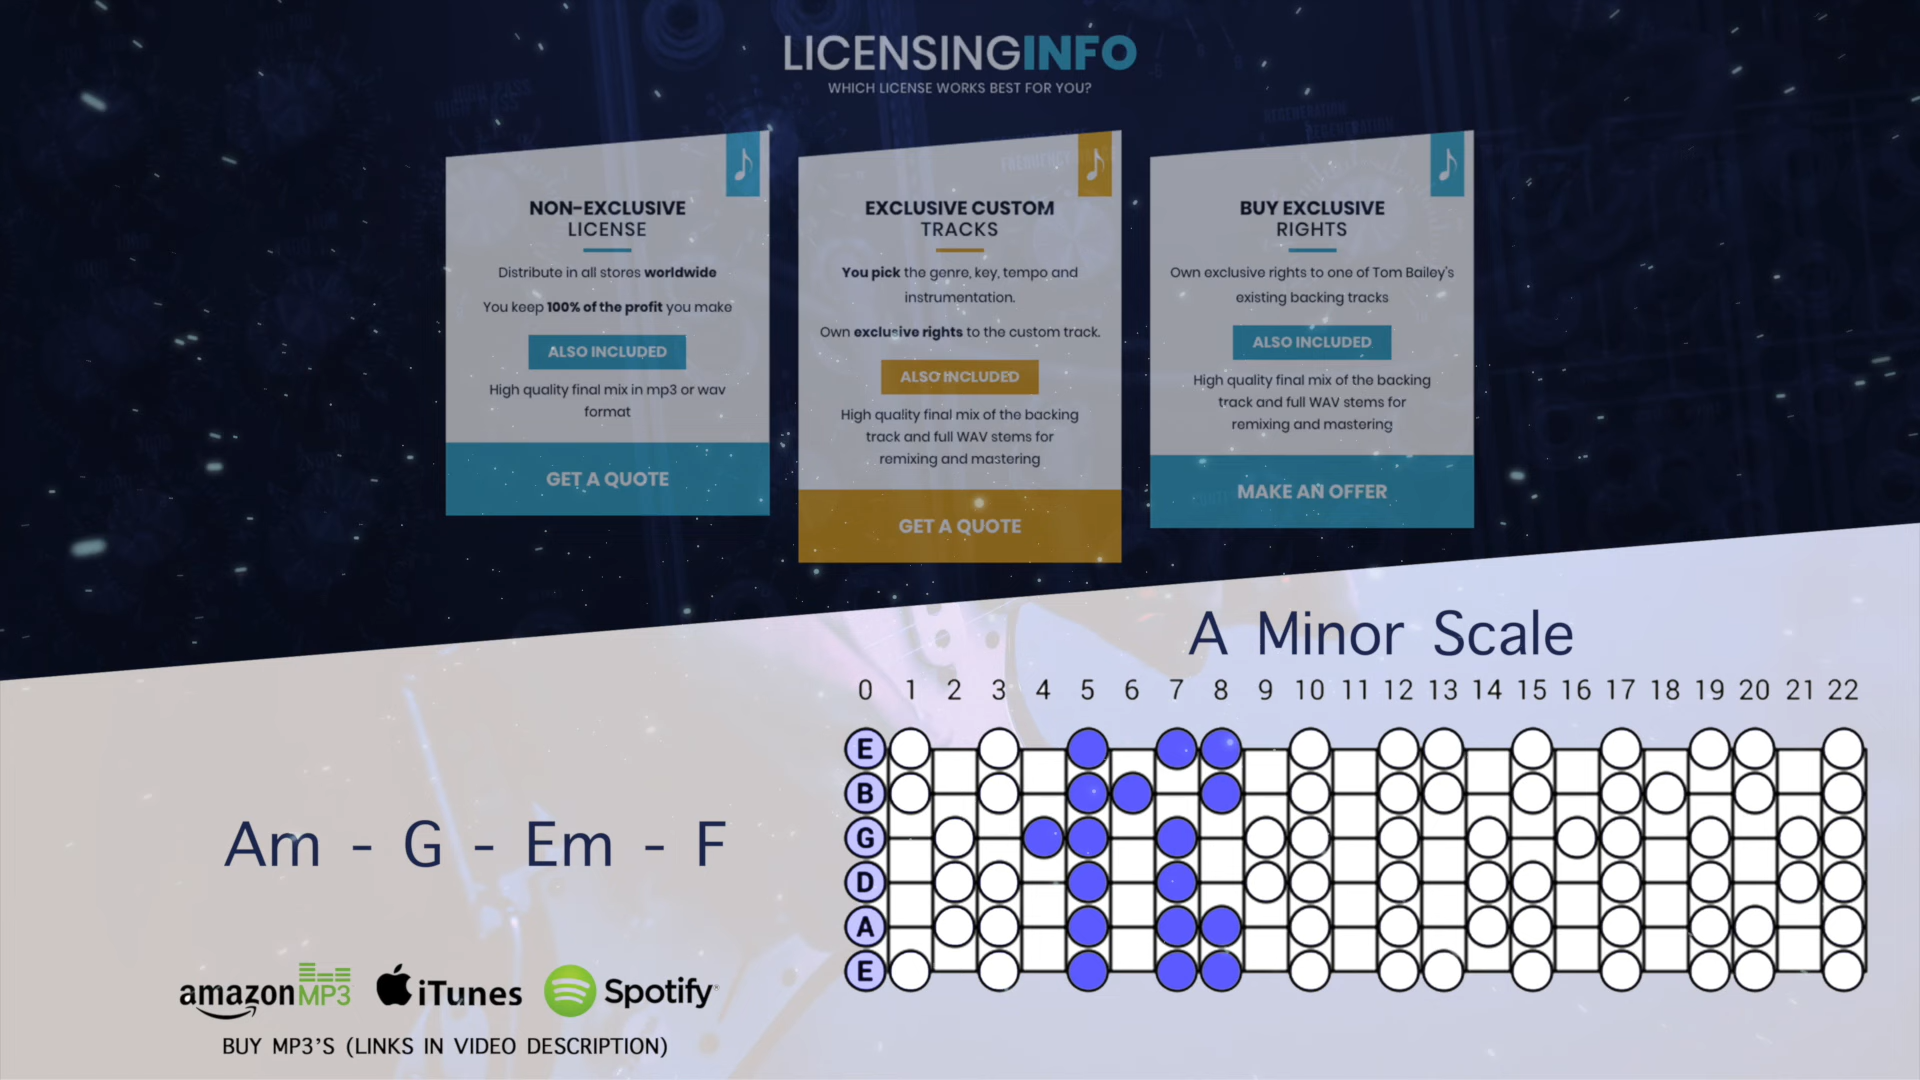 LICENSINGINFO
WHICH LICENSE WORKS BEST FOR YOU?
NON-EXCLUSIVE
LICENSE
Distribute in all stores worldwide
You keep 100% of the profit you make
ALSO INCLUDED
High quality final mix in mp3 or wav
format
GET A QUOTE
EXCLUSIVE CUSTOM
TRACKS
You pick the genre, key, tempo and
instrumentation.
Own exclusive rights to the custom track.
ALSO INCLUDED
High quality final mix of the backing
track and full WAV stems for
remixing and mastering
GET A QUOTE
BUY EXCLUSIVE
RIGHTS
Own exclusive rights to one of Tom Bailey's
existing backing tracks
ALSO INCLUDED
High quality final mix of the backing
track and full WAV stems for
remixing and mastering
MAKE AN OFFER
A Minor Scale
0 1 2 3 4 5 6 7 8 9 10 11 12 13 14 15 16 17 18 19 20 21 22
E
B
G
D
A
E
Am - G - Em - F
amazonMP3 iTunes Spotify
BUY MP3'S (LINKS IN VIDEO DESCRIPTION)